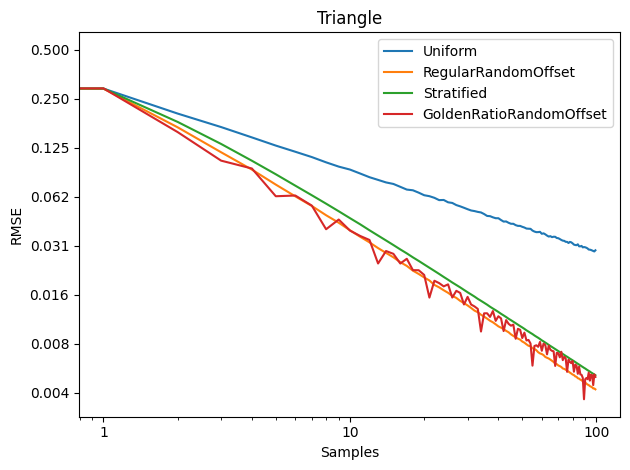 Triangle
Uniform
RegularRandomOffset
Stratified
GoldenRatioRandomOffset
0.500
0.250
0.125
0.062
0.031
0.016
0.008
0.004
RMSE
1
10
100
Samples